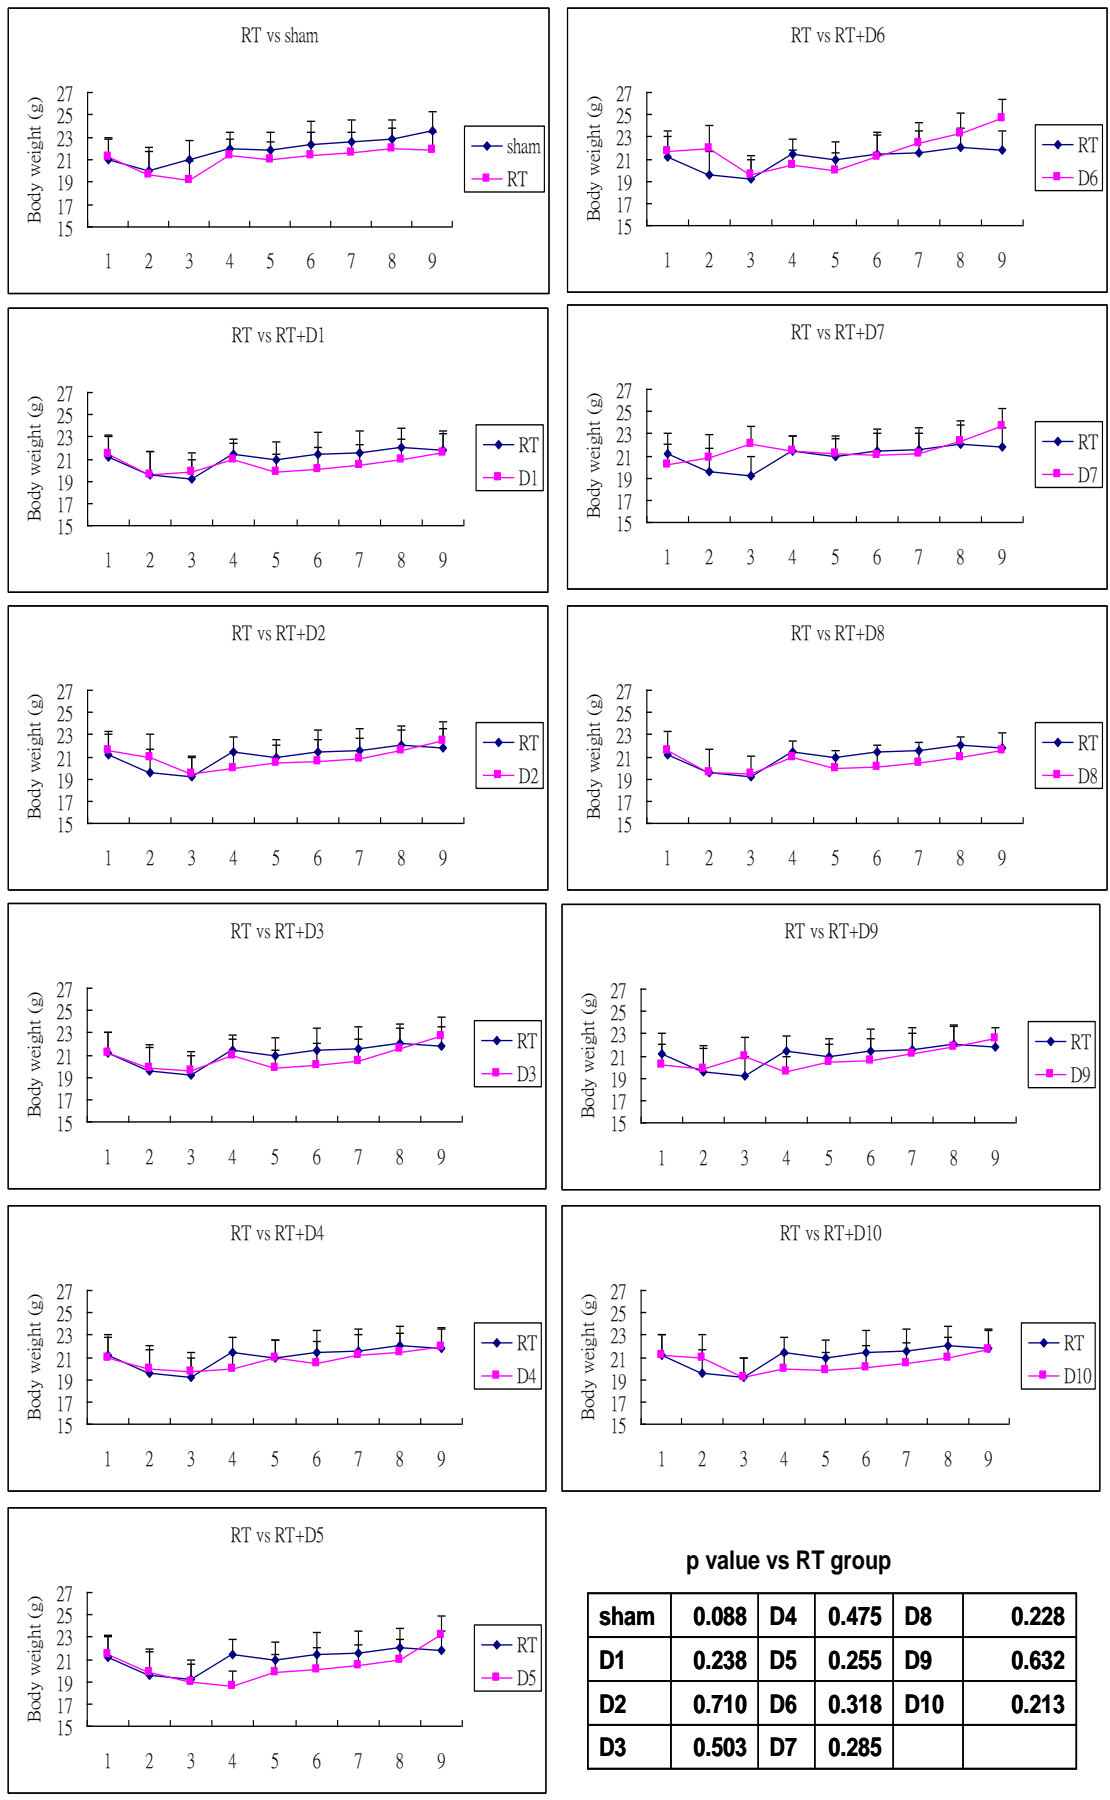 RT vs sham
Body weight (g)
27
25
23
21
19
17
15
1 2 3 4 5 6 7 8 9
sham
RT
RT vs RT+D6
Body weight (g)
27
25
23
21
19
17
15
1 2 3 4 5 6 7 8 9
RT
D6
RT vs RT+D1
Body weight (g)
27
25
23
21
19
17
15
1 2 3 4 5 6 7 8 9
RT
D1
RT vs RT+D7
Body weight (g)
27
25
23
21
19
17
15
1 2 3 4 5 6 7 8 9
RT
D7
RT vs RT+D2
Body weight (g)
27
25
23
21
19
17
15
1 2 3 4 5 6 7 8 9
RT
D2
RT vs RT+D8
Body weight (g)
27
25
23
21
19
17
15
1 2 3 4 5 6 7 8 9
RT
D8
RT vs RT+D3
Body weight (g)
27
25
23
21
19
17
15
1 2 3 4 5 6 7 8 9
RT
D3
RT vs RT+D9
Body weight (g)
27
25
23
21
19
17
15
1 2 3 4 5 6 7 8 9
RT
D9
RT vs RT+D4
Body weight (g)
27
25
23
21
19
17
15
1 2 3 4 5 6 7 8 9
RT
D4
RT vs RT+D10
Body weight (g)
27
25
23
21
19
17
15
1 2 3 4 5 6 7 8 9
RT
D10
RT vs RT+D5
Body weight (g)
27
25
23
21
19
17
15
1 2 3 4 5 6 7 8 9
RT
D5
p value vs RT group
sham 0.088 D4 0.475 D8 0.228
D1 0.238 D5 0.255 D9 0.632
D2 0.710 D6 0.318 D10 0.213
D3 0.503 D7 0.285